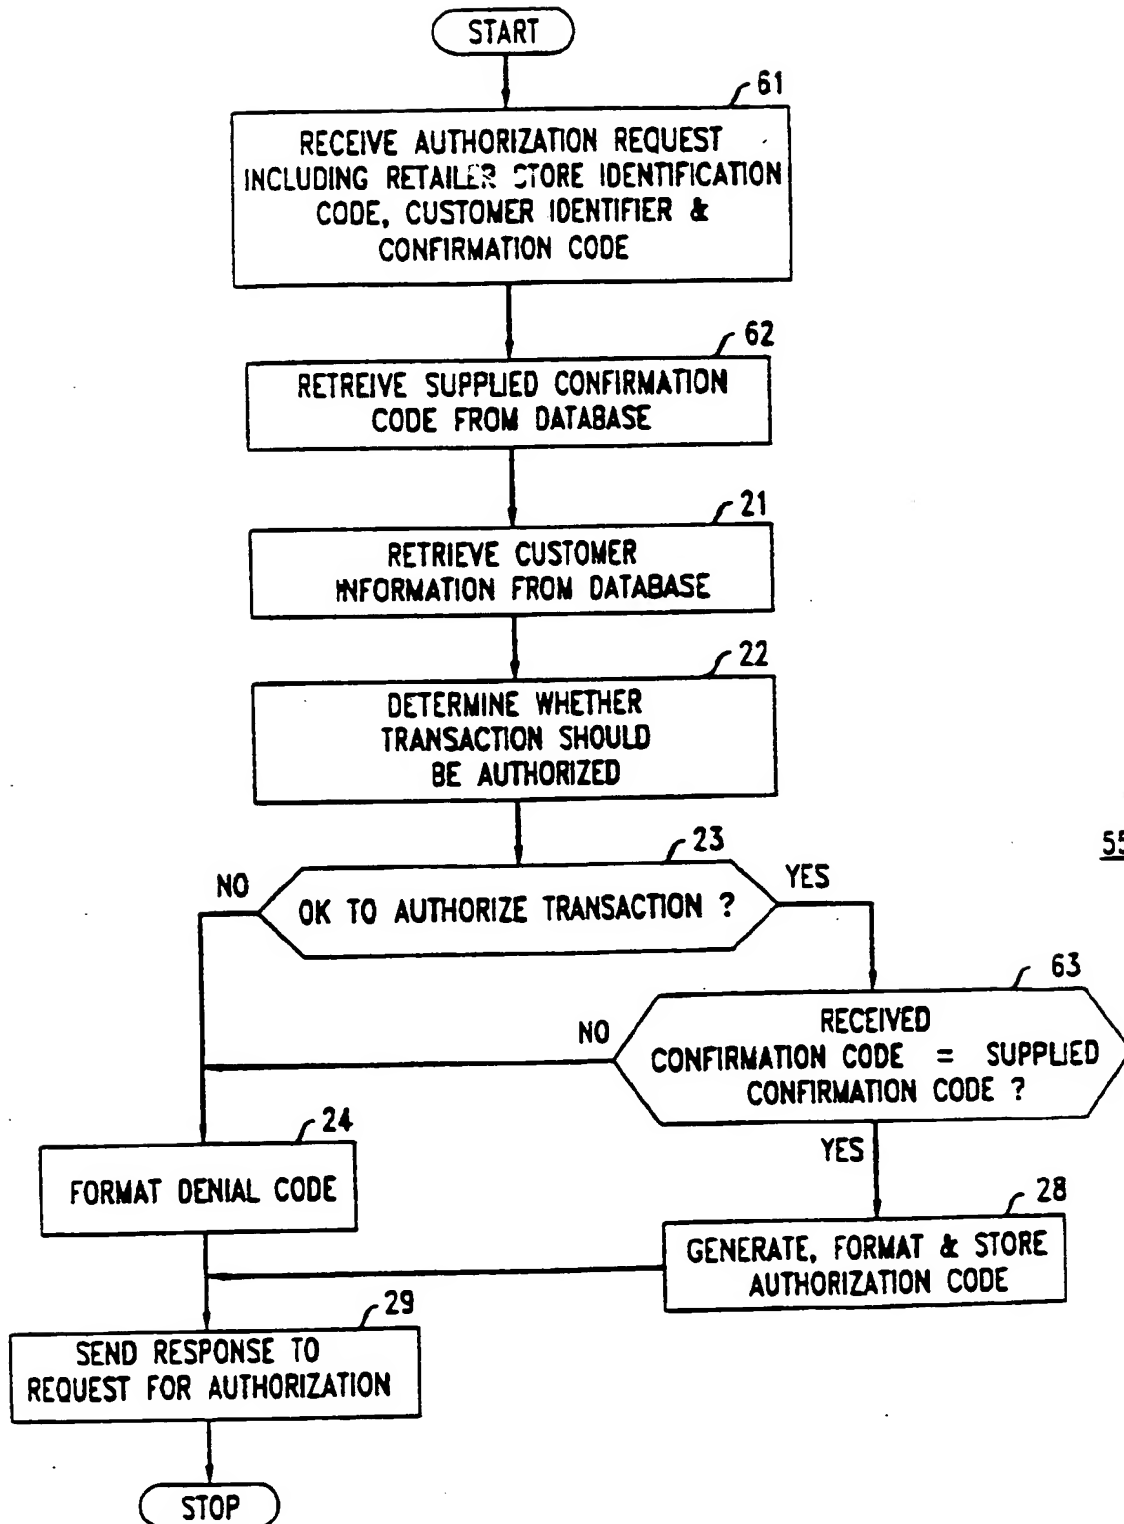 START
61
RECEIVE AUTHORIZATION REQUEST
INCLUDING RETAILER STORE IDENTIFICATION
CODE, CUSTOMER IDENTIFIER &
CONFIRMATION CODE
62
RETREIVE SUPPLIED CONFIRMATION
CODE FROM DATABASE
21
RETRIEVE CUSTOMER
INFORMATION FROM DATABASE
22
DETERMINE WHETHER
TRANSACTION SHOULD
BE AUTHORIZED
55
23
NO
OK TO AUTHORIZE TRANSACTION ?
YES
63
NO
RECEIVED
CONFIRMATION CODE = SUPPLIED
CONFIRMATION CODE ?
YES
24
FORMAT DENIAL CODE
28
GENERATE, FORMAT & STORE
AUTHORIZATION CODE
29
SEND RESPONSE TO
REQUEST FOR AUTHORIZATION
STOP